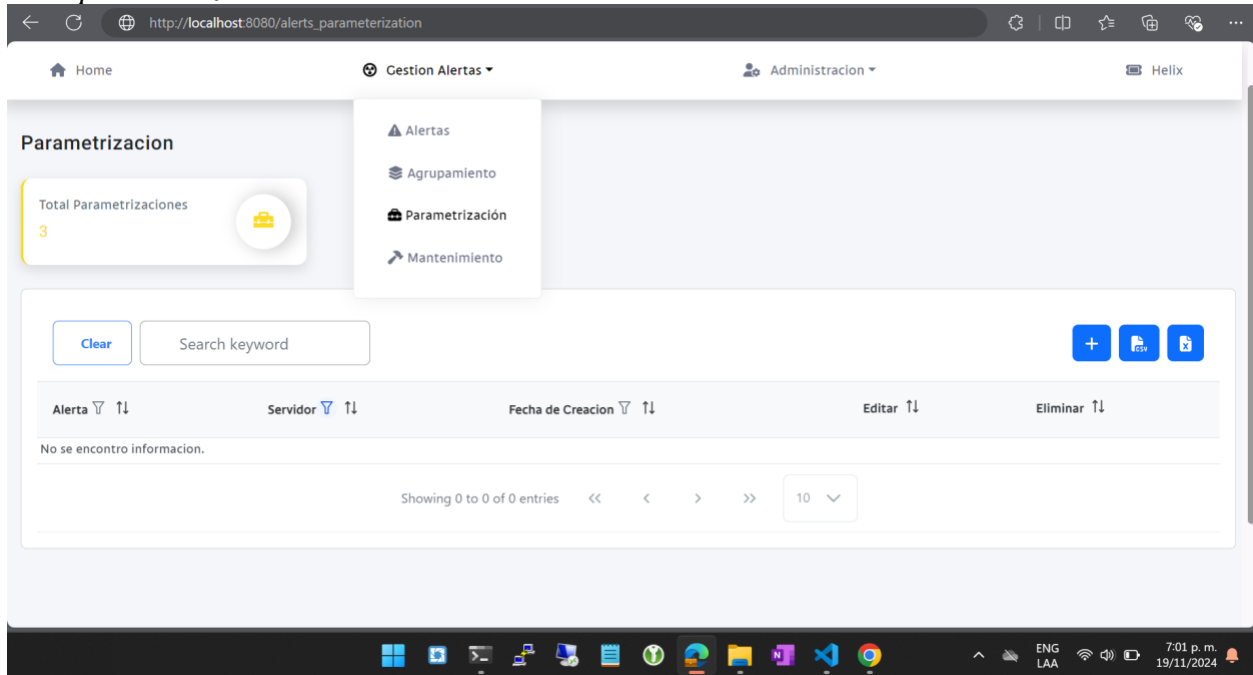 http://localhost:8080/alerts_parameterization
Home
Gestion Alertas
Administracion
Helix
Alertas
Agrupamiento
Parametrización
Mantenimiento
Parametrizacion
Total Parametrizaciones
3
Clear
Search keyword
+
CSV
X
Alerta
Servidor
Fecha de Creacion
Editar
Eliminar
No se encontro informacion.
Showing 0 to 0 of 0 entries << < > >> 10
ENG
LAA
7:01 p. m.
19/11/2024